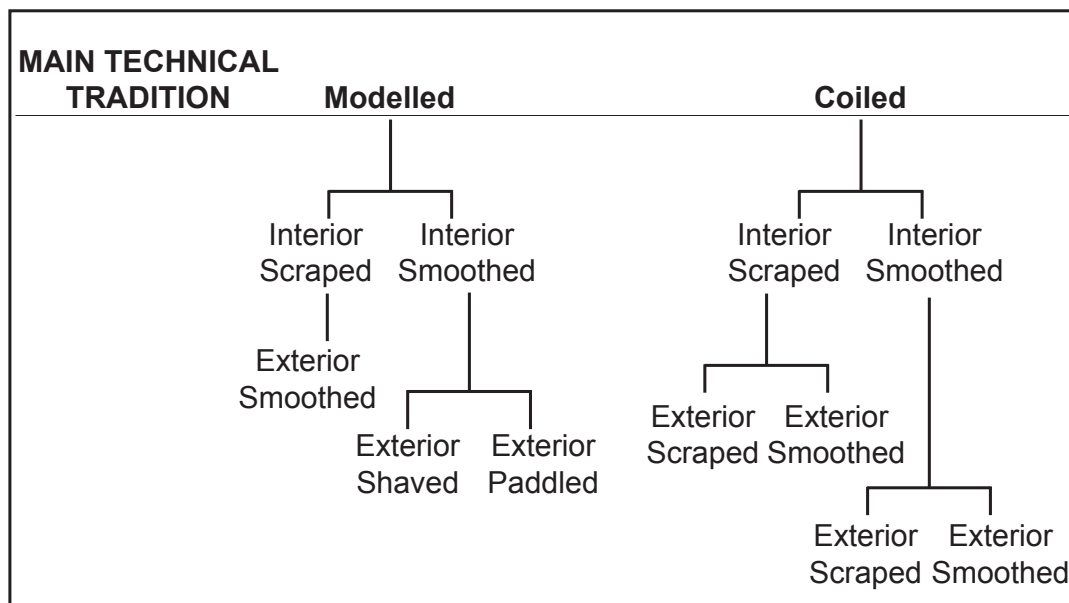 MAIN TECHNICAL
TRADITION Modelled Coiled
Interior Interior Interior Interior
Scraped Smoothed Scraped Smoothed
Exterior
Smoothed
Exterior Exterior
Scraped Smoothed
Exterior Exterior
Shaved Paddled
Exterior Exterior
Scraped Smoothed